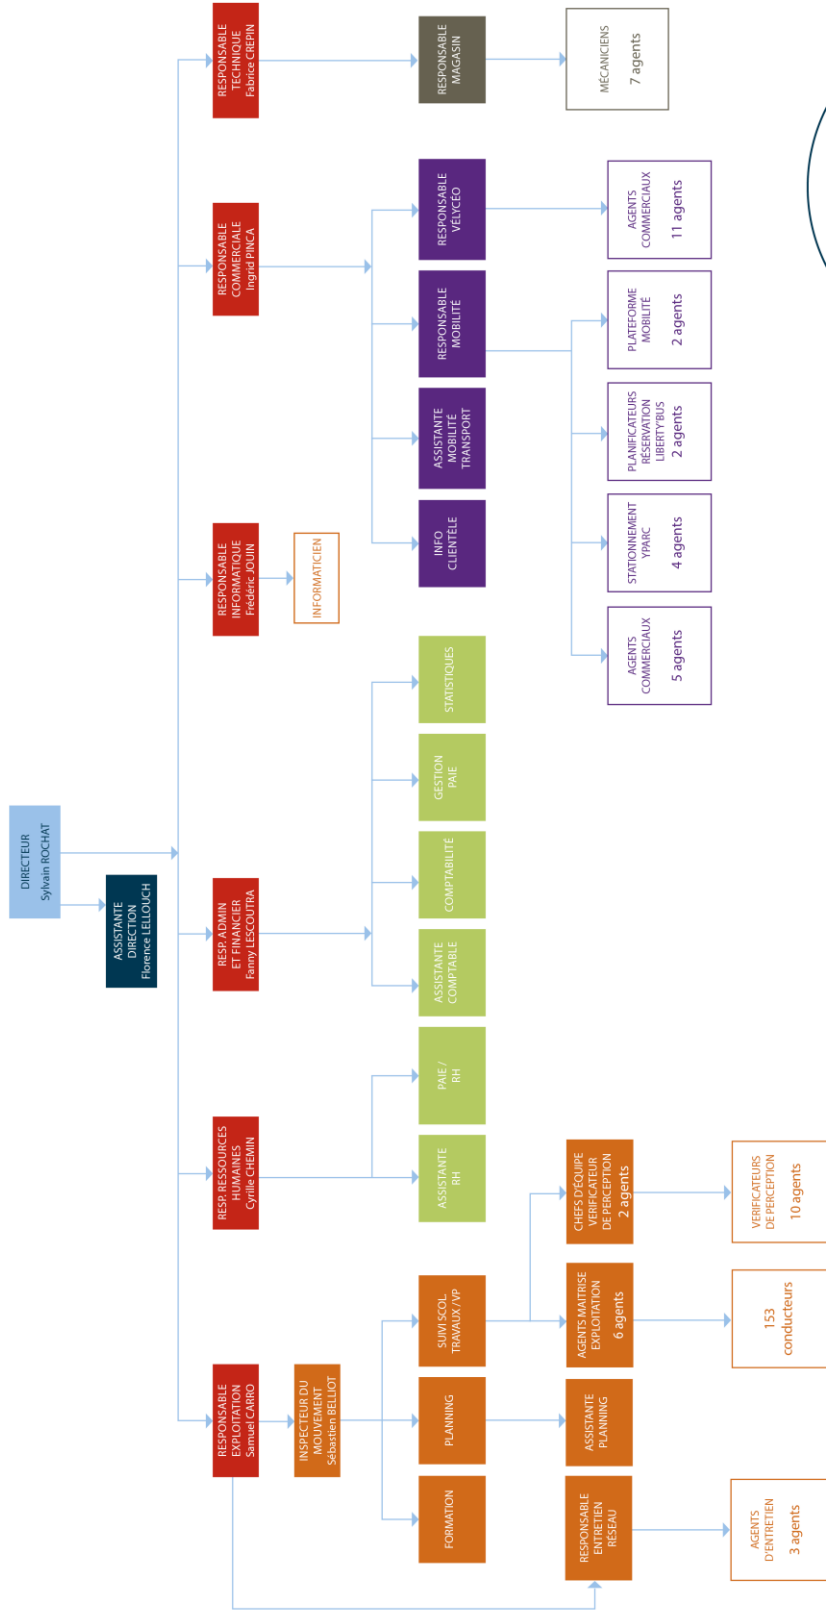 DIRECTEUR
Sylvain ROCHAT
ASSISTANTE
DIRECTION
Florence LELLOUCH
RESPONSABLE
EXPLOITATION
Samuel CARRO
RESP. RESSOURCES
HUMAINES
Cyrille CHEMIN
RESP. ADMIN
ET FINANCIER
Fanny LESCOUTRA
RESPONSABLE
INFORMATIQUE
Frédéric JOUIN
RESPONSABLE
COMMERCIALE
Ingrid PINCA
RESPONSABLE
TECHNIQUE
Fabrice CREPIN
INSPECTEUR DU
MOUVEMENT
Sébastien BELLIOT
INFORMATICIEN
FORMATION
PLANNING
SUIVI SCOL.
TRAVAUX / VP
ASSISTANTE
RH
PAIE /
RH
ASSISTANTE
COMPTABLE
COMPTABILITÉ
GESTION
PAIE
STATISTIQUES
INFO
CLIENTÈLE
ASSISTANTE
MOBILITÉ
TRANSPORT
RESPONSABLE
MOBILITÉ
RESPONSABLE
VÉLYCÉO
RESPONSABLE
MAGASIN
RESPONSABLE
ENTRETIEN
RÉSEAU
ASSISTANTE
PLANNING
AGENTS MAITRISE
EXPLOITATION
6 agents
CHEFS D'ÉQUIPE
VERIFICATEUR
DE PERCEPTION
2 agents
AGENTS
COMMERCIAUX
5 agents
STATIONNEMENT
YPARC
4 agents
PLANIFICATEURS
RÉSERVATION
LIBERTY'BUS
2 agents
PLATEFORME
MOBILITÉ
2 agents
AGENTS
COMMERCIAUX
11 agents
MÉCANICIENS
7 agents
AGENTS
D'ENTRETIEN
3 agents
153
conducteurs
VERIFICATEURS
DE PERCEPTION
10 agents